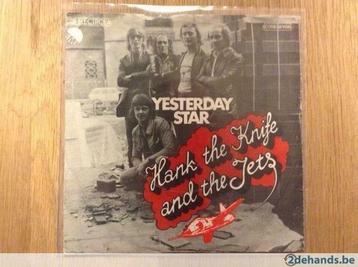 YESTERDAY
STAR
Hank the Knife
and the Jets
2dehands.be